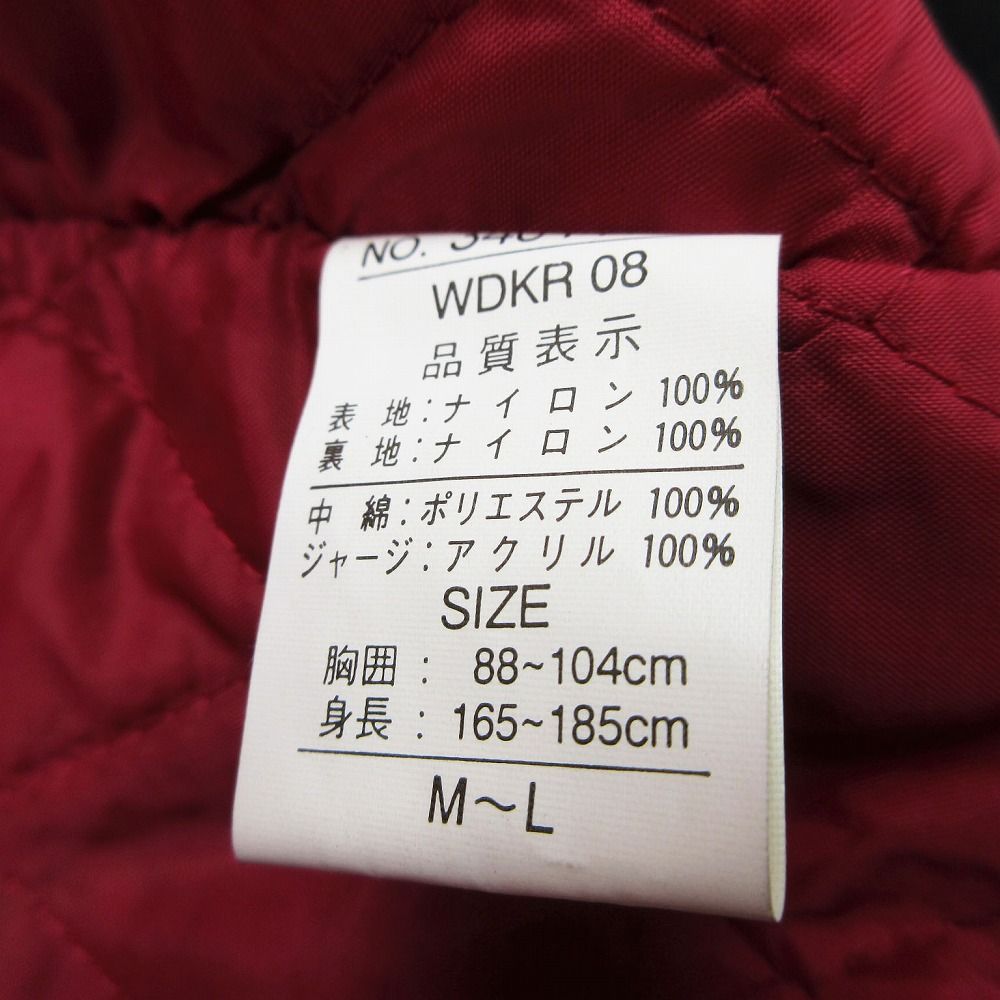 NO.
WDKR 08
品質表示
表地:ナイロン 100%
裏地:ナイロン 100%
中綿:ポリエステル 100%
ジャージ:アクリル 100%
SIZE
胸囲: 88~104cm
身長: 165~185cm
M~L